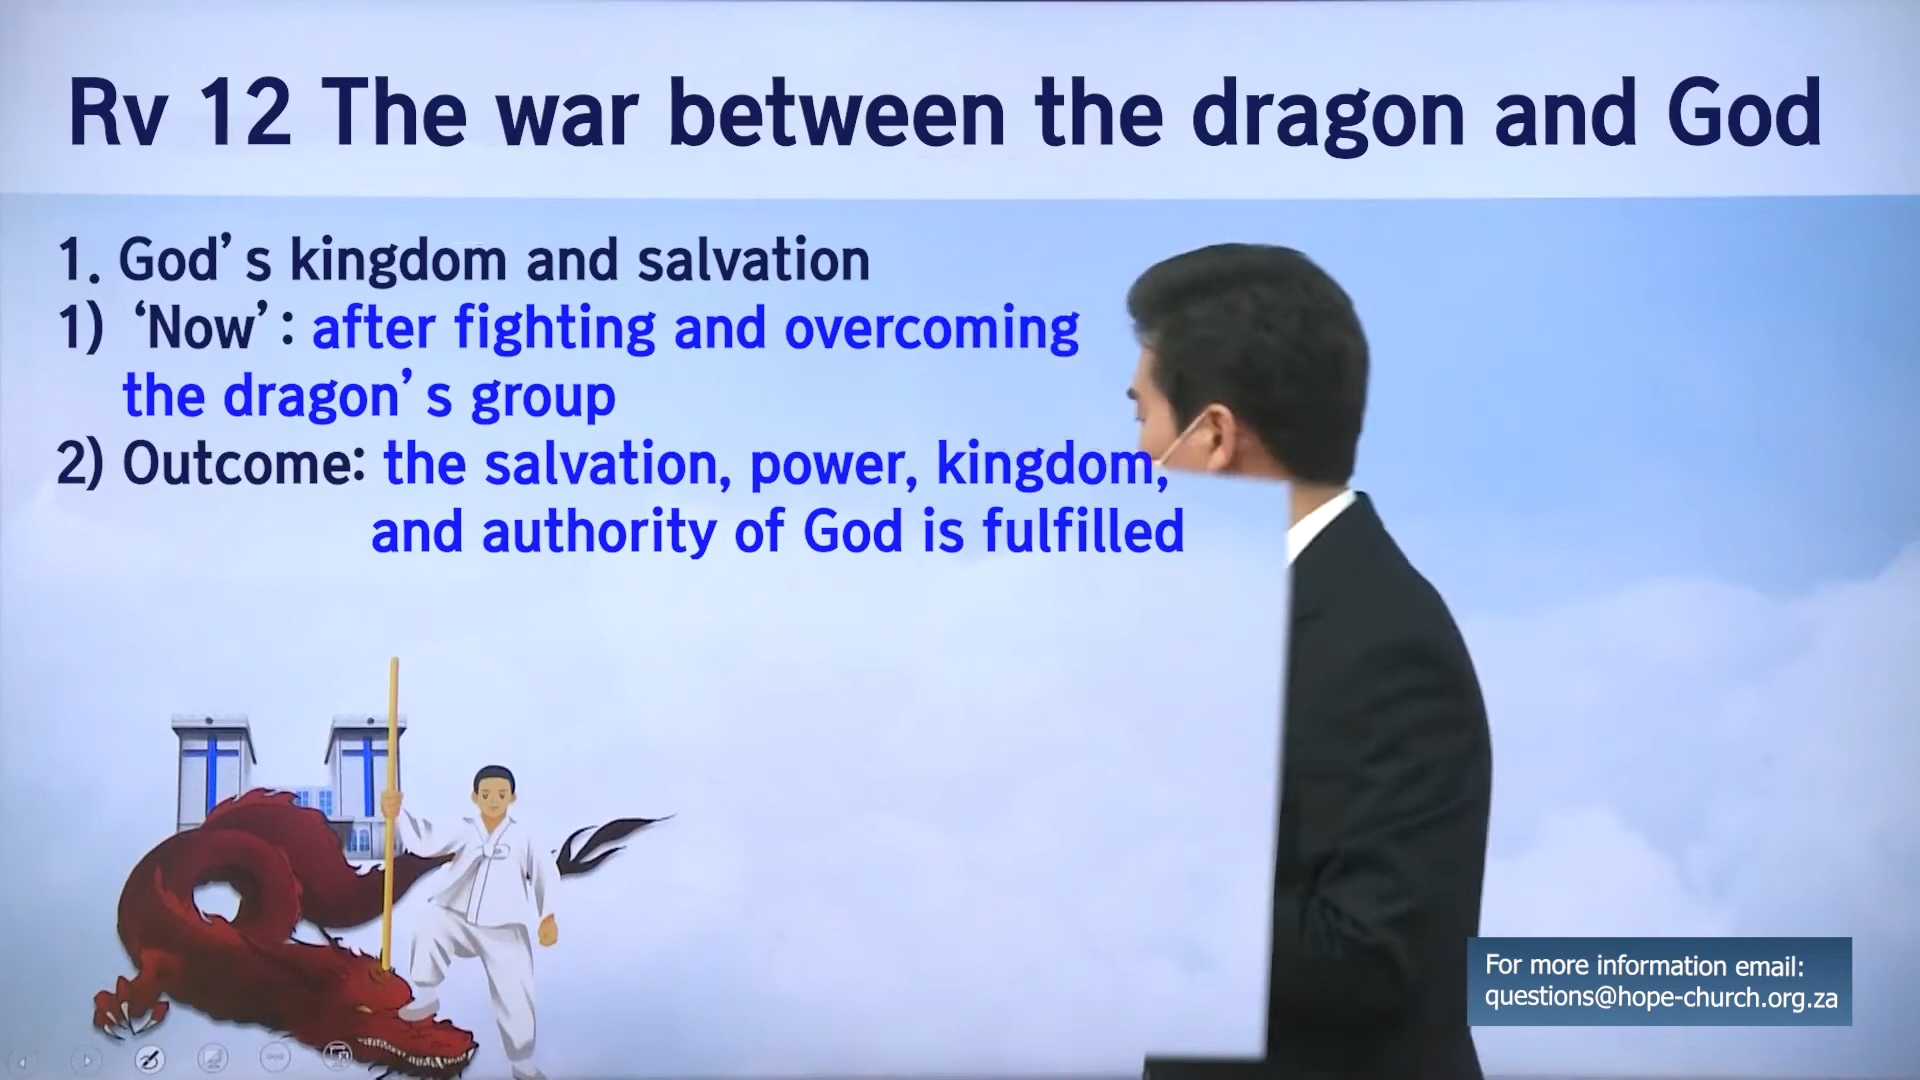 Rv 12 The war between the dragon and God
1. God's kingdom and salvation
1) ‘Now’: after fighting and overcoming
the dragon's group
2) Outcome: the salvation, power, kingdom,
and authority of God is fulfilled
For more information email:
questions@hope-church.org.za